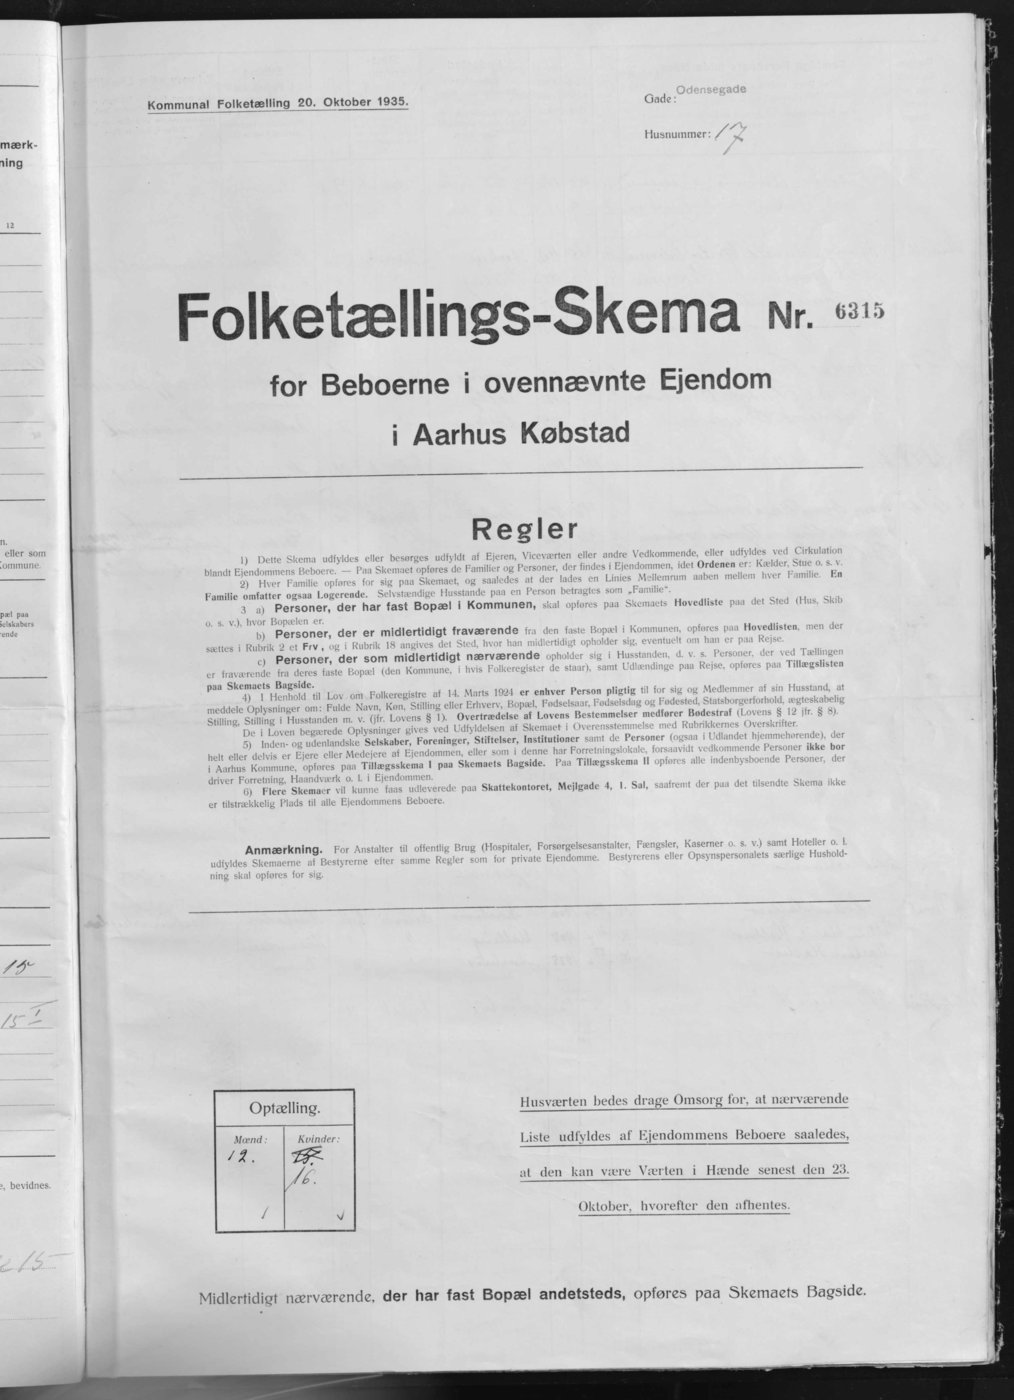 mærk-
ning
12
n.
eller som
Kommune.
pæl paa
Selskabers
rende
15
15 I
e, bevidnes.
15
Kommunal Folketælling 20. Oktober 1935.
Gade: Odensegade
Husnummer: 17
Folketællings-Skema Nr. 6315
for Beboerne i ovennævnte Ejendom
i Aarhus Købstad
Regler
1) Dette Skema udfyldes eller besørges udfyldt af Ejeren, Viceværten eller andre Vedkommende, eller udfyldes ved Cirkulation
blandt Ejendommens Beboere. — Paa Skemaet opføres de Familier og Personer, der findes i Ejendommen, idet Ordenen er: Kælder, Stue o. s. v.
2) Hver Familie opføres for sig paa Skemaet, og saaledes at der lades en Linies Mellemrum aaben mellem hver Familie. En
Familie omfatter ogsaa Logerende. Selvstændige Husstande paa en Person betragtes som „Familie".
3 a) Personer, der har fast Bopæl i Kommunen, skal opføres paa Skemaets Hovedliste paa det Sted (Hus, Skib
o. s. v.), hvor Bopælen er.
b) Personer, der er midlertidigt fraværende fra den faste Bopæl i Kommunen, opføres paa Hovedlisten, men der
sættes i Rubrik 2 et Frv., og i Rubrik 18 angives det Sted, hvor han midlertidigt opholder sig, eventuelt om han er paa Rejse.
c) Personer, der som midlertidigt nærværende opholder sig i Husstanden, d. v. s. Personer, der ved Tællingen
er fraværende fra deres faste Bopæl (den Kommune, i hvis Folkeregister de staar), samt Udlændinge paa Rejse, opføres paa Tillægslisten
paa Skemaets Bagside.
4) I Henhold til Lov om Folkeregistre af 14. Marts 1924 er enhver Person pligtig til for sig og Medlemmer af sin Husstand, at
meddele Oplysninger om: Fulde Navn, Køn, Stilling eller Erhverv, Bopæl, Fødselsaar, Fødselsdag og Fødested, Statsborgerforhold, ægteskabelig
Stilling, Stilling i Husstanden m. v. (jfr. Lovens § 1). Overtrædelse af Lovens Bestemmelser medfører Bødestraf (Lovens § 12 jfr. § 8).
De i Loven begærede Oplysninger gives ved Udfyldelsen af Skemaet i Overensstemmelse med Rubrikkernes Overskrifter.
5) Inden- og udenlandske Selskaber, Foreninger, Stiftelser, Institutioner samt de Personer (ogsaa i Udlandet hjemmehørende), der
helt eller delvis er Ejere eller Medejere af Ejendommen, eller som i denne har Forretningslokale, forsaavidt vedkommende Personer ikke bor
i Aarhus Kommune, opføres paa Tillægsskema I paa Skemaets Bagside. Paa Tillægsskema II opføres alle indenbysboende Personer, der
driver Forretning, Haandværk o. l. i Ejendommen.
6) Flere Skemaer vil kunne faas udleverede paa Skattekontoret, Mejlgade 4, 1. Sal, saafremt der paa det tilsendte Skema ikke
er tilstrækkelig Plads til alle Ejendommens Beboere.
Anmærkning. For Anstalter til offentlig Brug (Hospitaler, Forsørgelsesanstalter, Fængsler, Kaserner o. s. v.) samt Hoteller o. l.
udfyldes Skemaerne af Bestyrerne efter samme Regler som for private Ejendomme. Bestyrerens eller Opsynspersonalets særlige Hushold-
ning skal opføres for sig.
Optælling.
Mænd: Kvinder:
12.
16.
Husværten bedes drage Omsorg for, at nærværende
Liste udfyldes af Ejendommens Beboere saaledes,
at den kan være Værten i Hænde senest den 23.
Oktober, hvorefter den afhentes.
Midlertidigt nærværende, der har fast Bopæl andetsteds, opføres paa Skemaets Bagside.